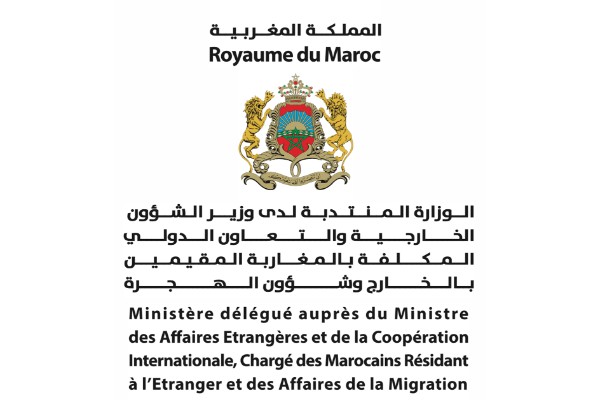 المملكة المغربية
Royaume du Maroc
الوزارة المنتدبة لدى وزير الشؤون
الخارجية والتعاون الدولي
المكلفة بالمغاربة المقيمين
بالخارج وشؤون الهجرة
Ministère délégué auprès du Ministre
des Affaires Etrangères et de la Coopération
Internationale, Chargé des Marocains Résidant
à l’Etranger et des Affaires de la Migration